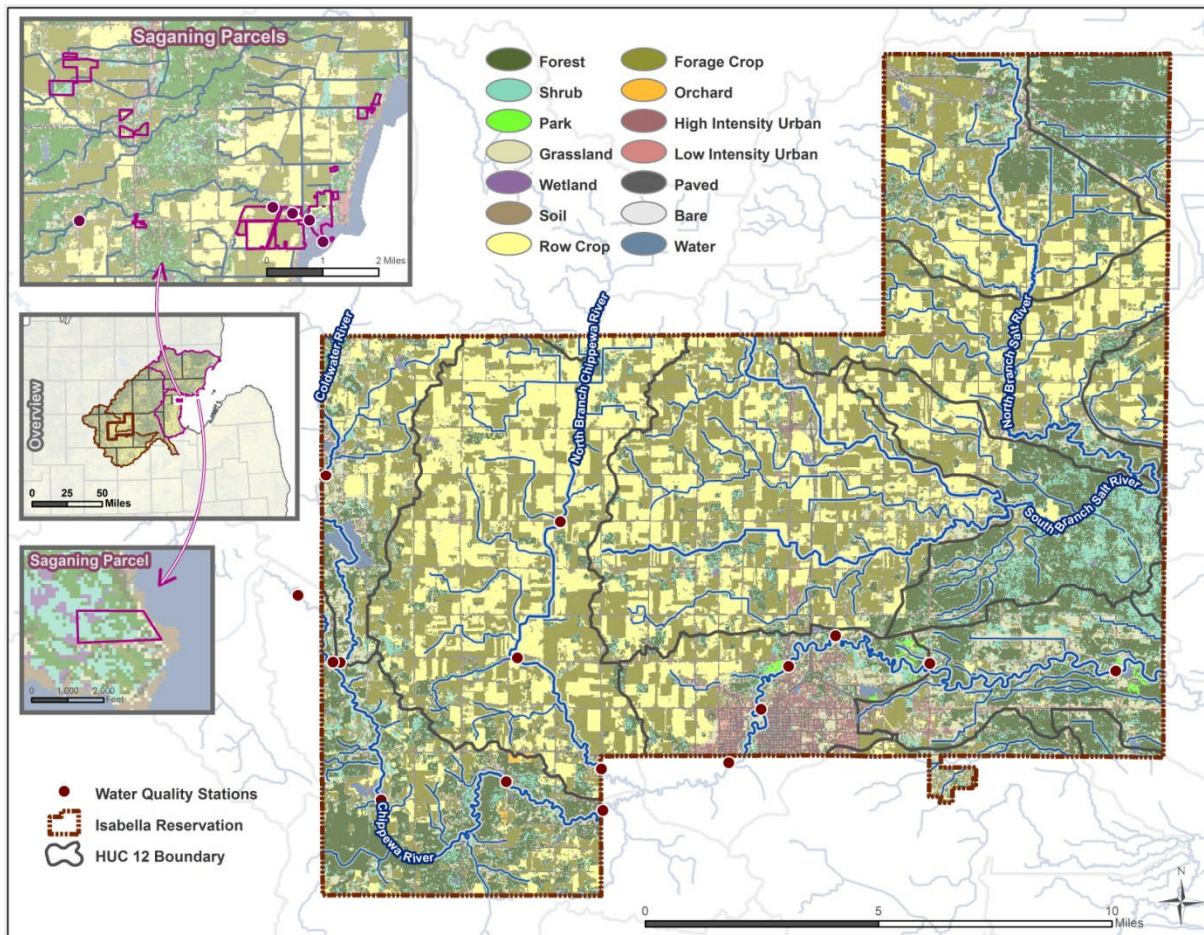 Saganing Parcels
0 1 2 Miles
Overview
0 25 50
Miles
Saganing Parcel
0 1,000 2,000
Feet
Forest
Shrub
Park
Grassland
Wetland
Soil
Row Crop
Forage Crop
Orchard
High Intensity Urban
Low Intensity Urban
Paved
Bare
Water
Coldwater River
North Branch Chippewa River
North Branch Salt River
South Branch Salt River
Chippewa River
Water Quality Stations
Isabella Reservation
HUC 12 Boundary
N
0 5 10
Miles